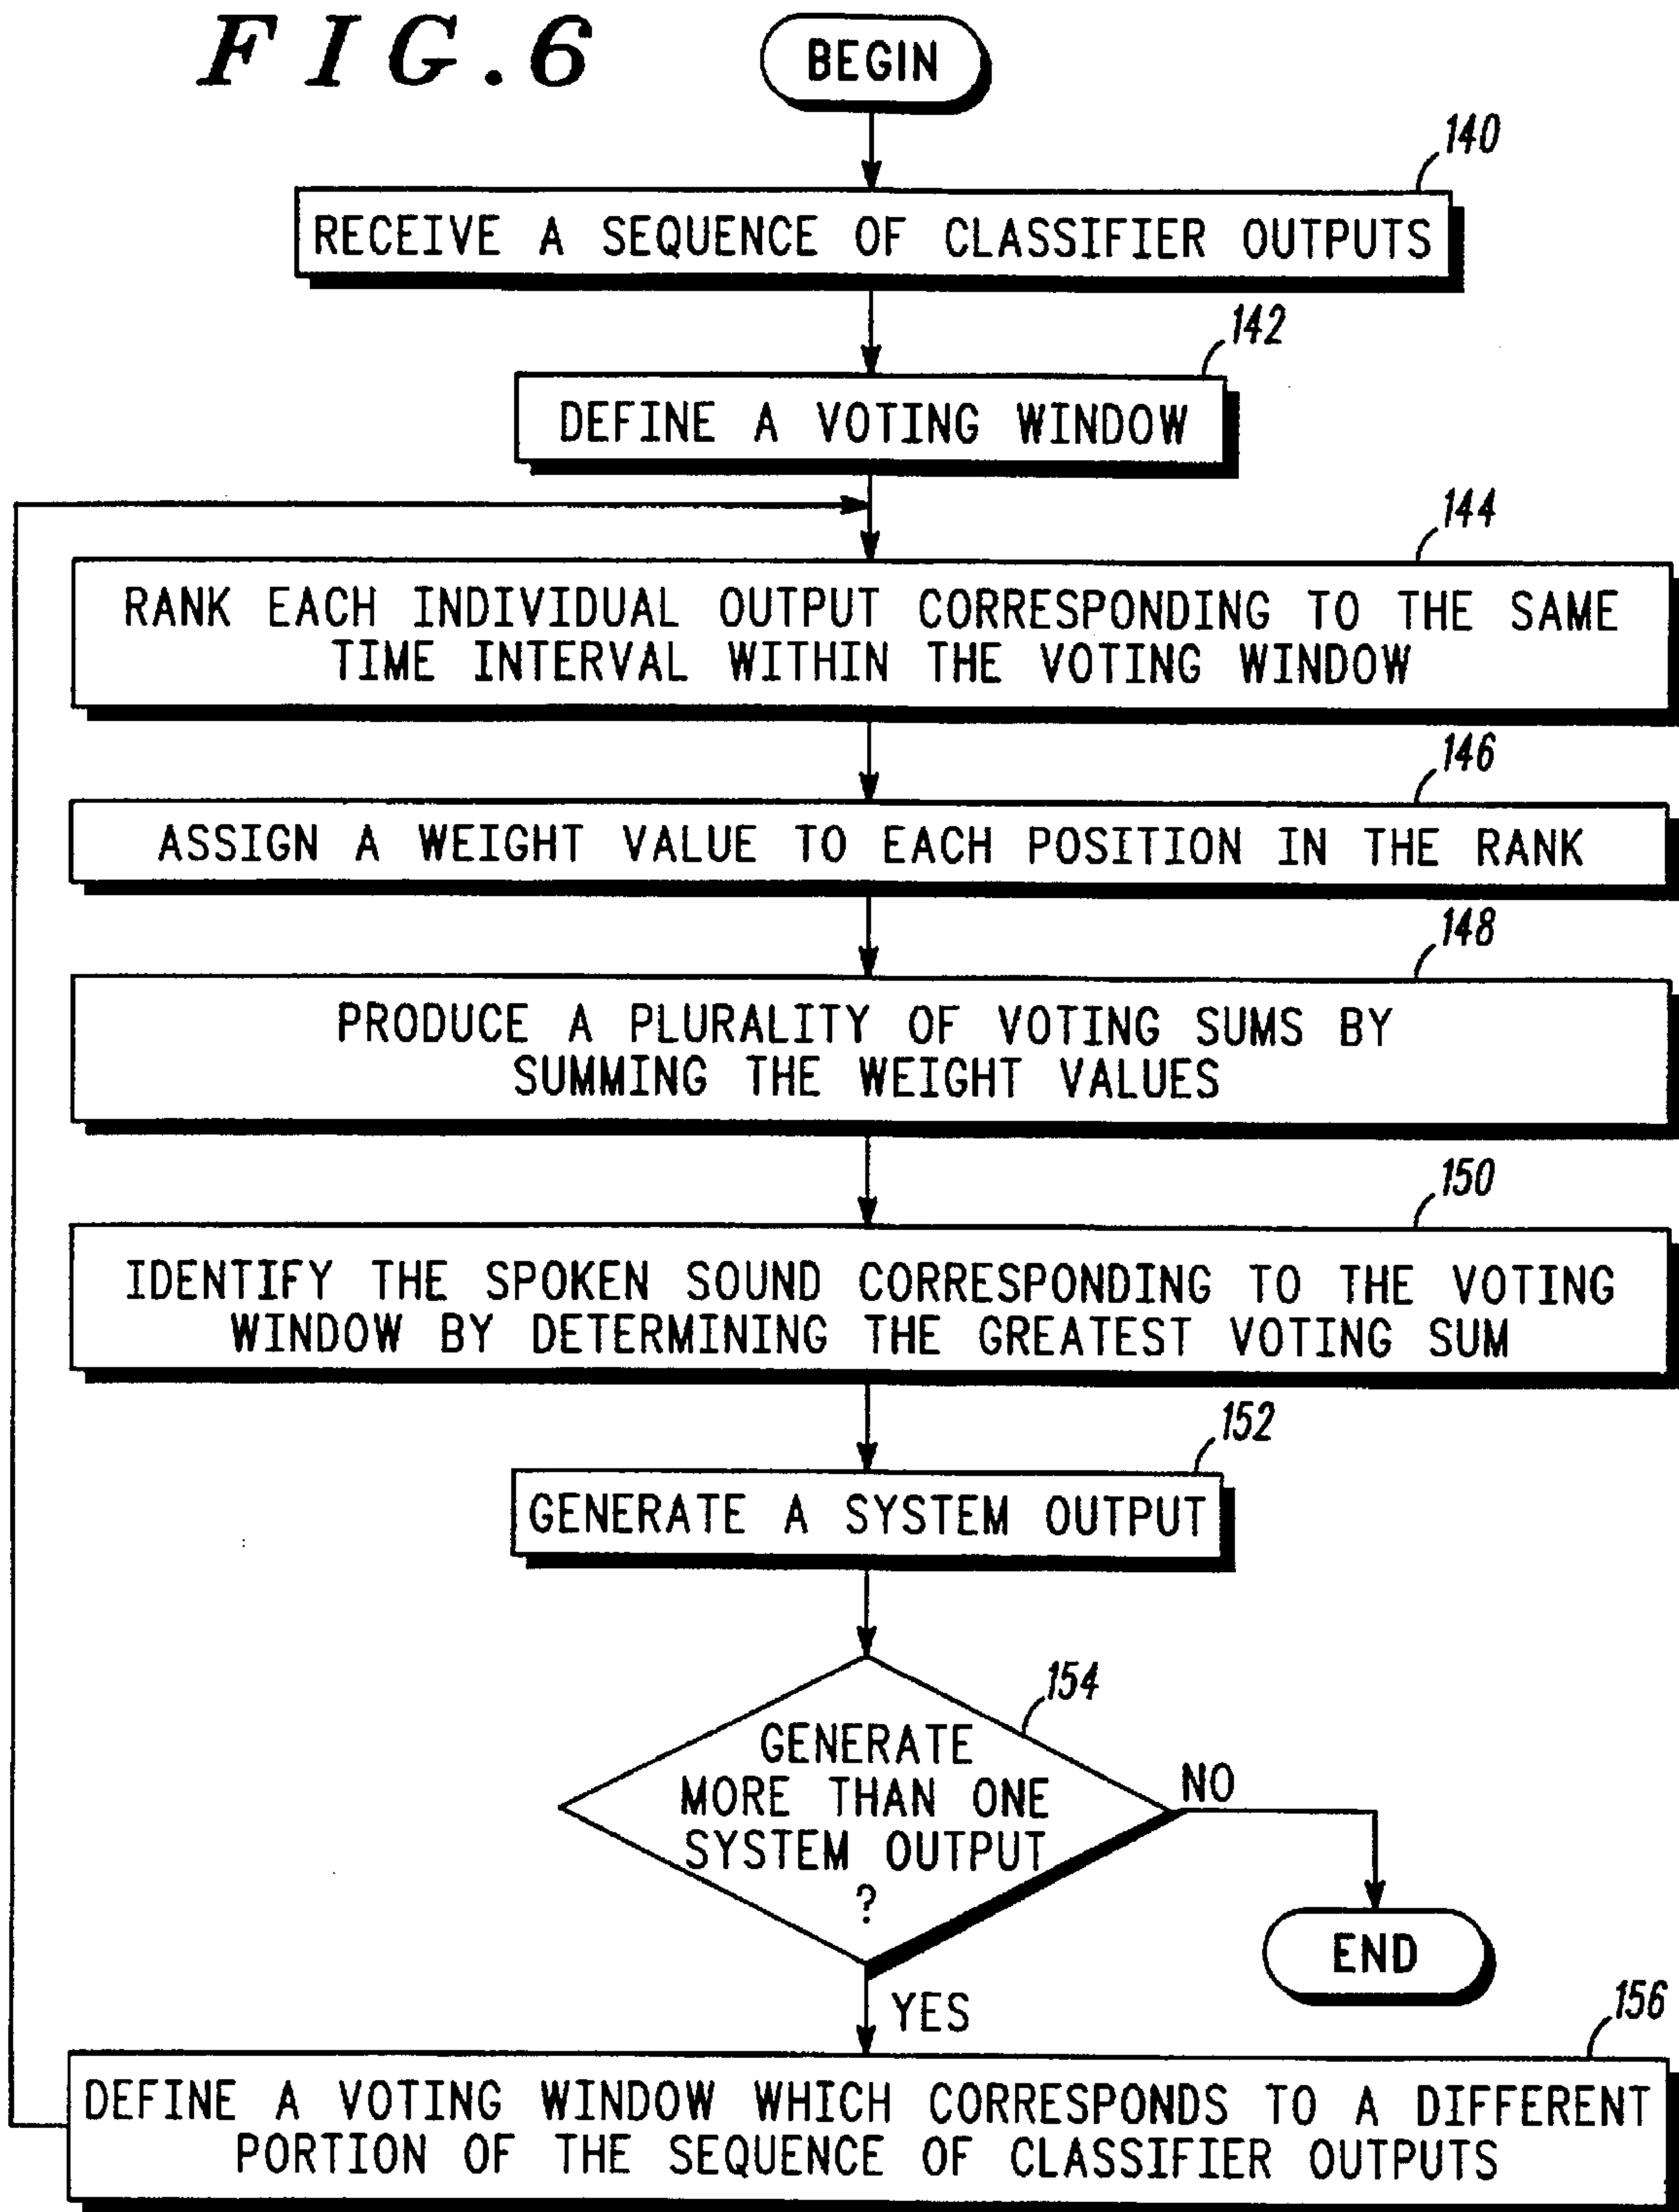 FIG.6
BEGIN
140
RECEIVE A SEQUENCE OF CLASSIFIER OUTPUTS
142
DEFINE A VOTING WINDOW
144
RANK EACH INDIVIDUAL OUTPUT CORRESPONDING TO THE SAME
TIME INTERVAL WITHIN THE VOTING WINDOW
146
ASSIGN A WEIGHT VALUE TO EACH POSITION IN THE RANK
148
PRODUCE A PLURALITY OF VOTING SUMS BY
SUMMING THE WEIGHT VALUES
150
IDENTIFY THE SPOKEN SOUND CORRESPONDING TO THE VOTING
WINDOW BY DETERMINING THE GREATEST VOTING SUM
152
GENERATE A SYSTEM OUTPUT
154
GENERATE
MORE THAN ONE
SYSTEM OUTPUT
?
NO
END
YES
156
DEFINE A VOTING WINDOW WHICH CORRESPONDS TO A DIFFERENT
PORTION OF THE SEQUENCE OF CLASSIFIER OUTPUTS